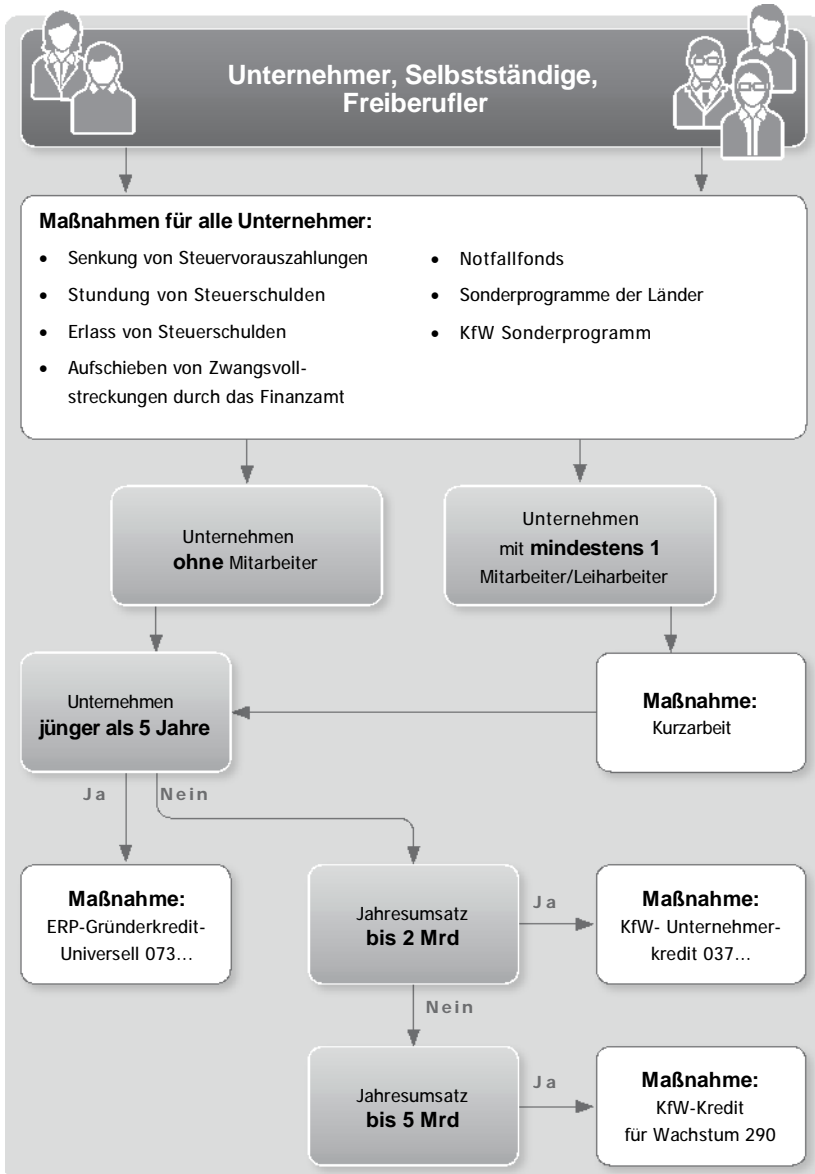 Unternehmer, Selbstständige,
Freiberufler
Maßnahmen für alle Unternehmer:
• Senkung von Steuervorauszahlungen
• Stundung von Steuerschulden
• Erlass von Steuerschulden
• Aufschieben von Zwangsvoll-
streckungen durch das Finanzamt
• Notfallfonds
• Sonderprogramme der Länder
• KfW Sonderprogramm
Unternehmen
ohne Mitarbeiter
Unternehmen
mit mindestens 1
Mitarbeiter/Leiharbeiter
Unternehmen
jünger als 5 Jahre
Maßnahme:
Kurzarbeit
Ja
Nein
Maßnahme:
ERP-Gründerkredit-
Universell 073...
Jahresumsatz
bis 2 Mrd
Ja
Maßnahme:
KfW- Unternehmer-
kredit 037...
Nein
Jahresumsatz
bis 5 Mrd
Ja
Maßnahme:
KfW-Kredit
für Wachstum 290